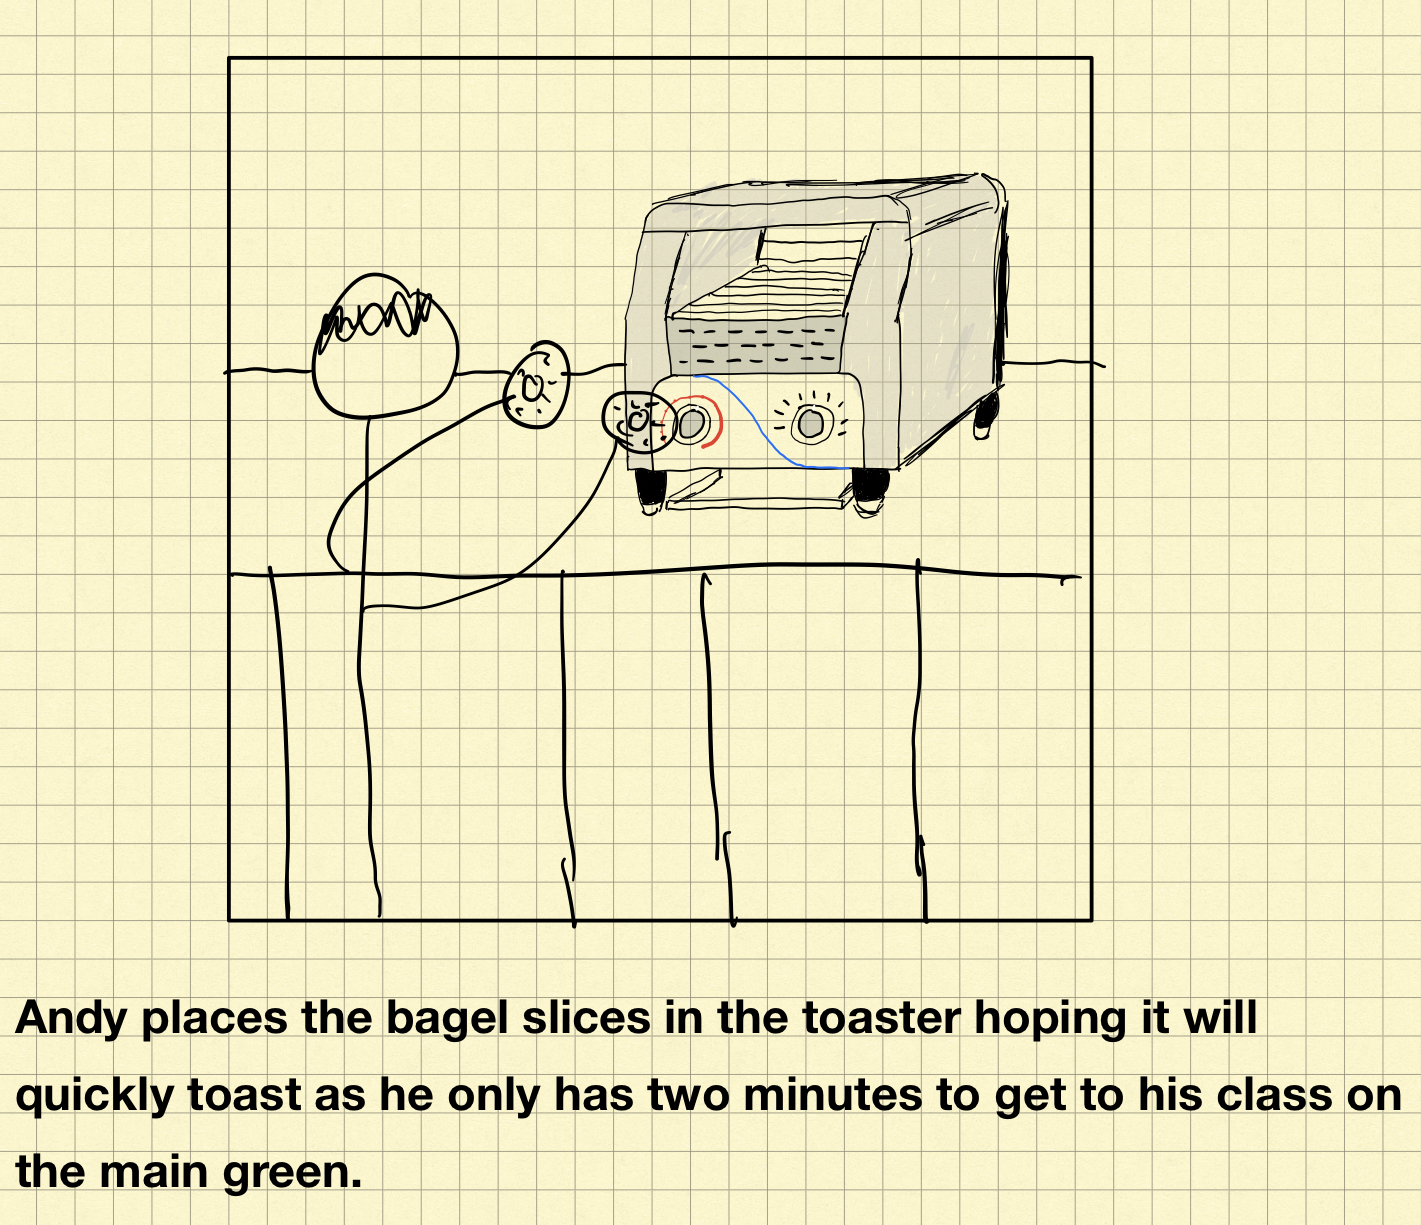 Andy places the bagel slices in the toaster hoping it will
quickly toast as he only has two minutes to get to his class on
the main green.